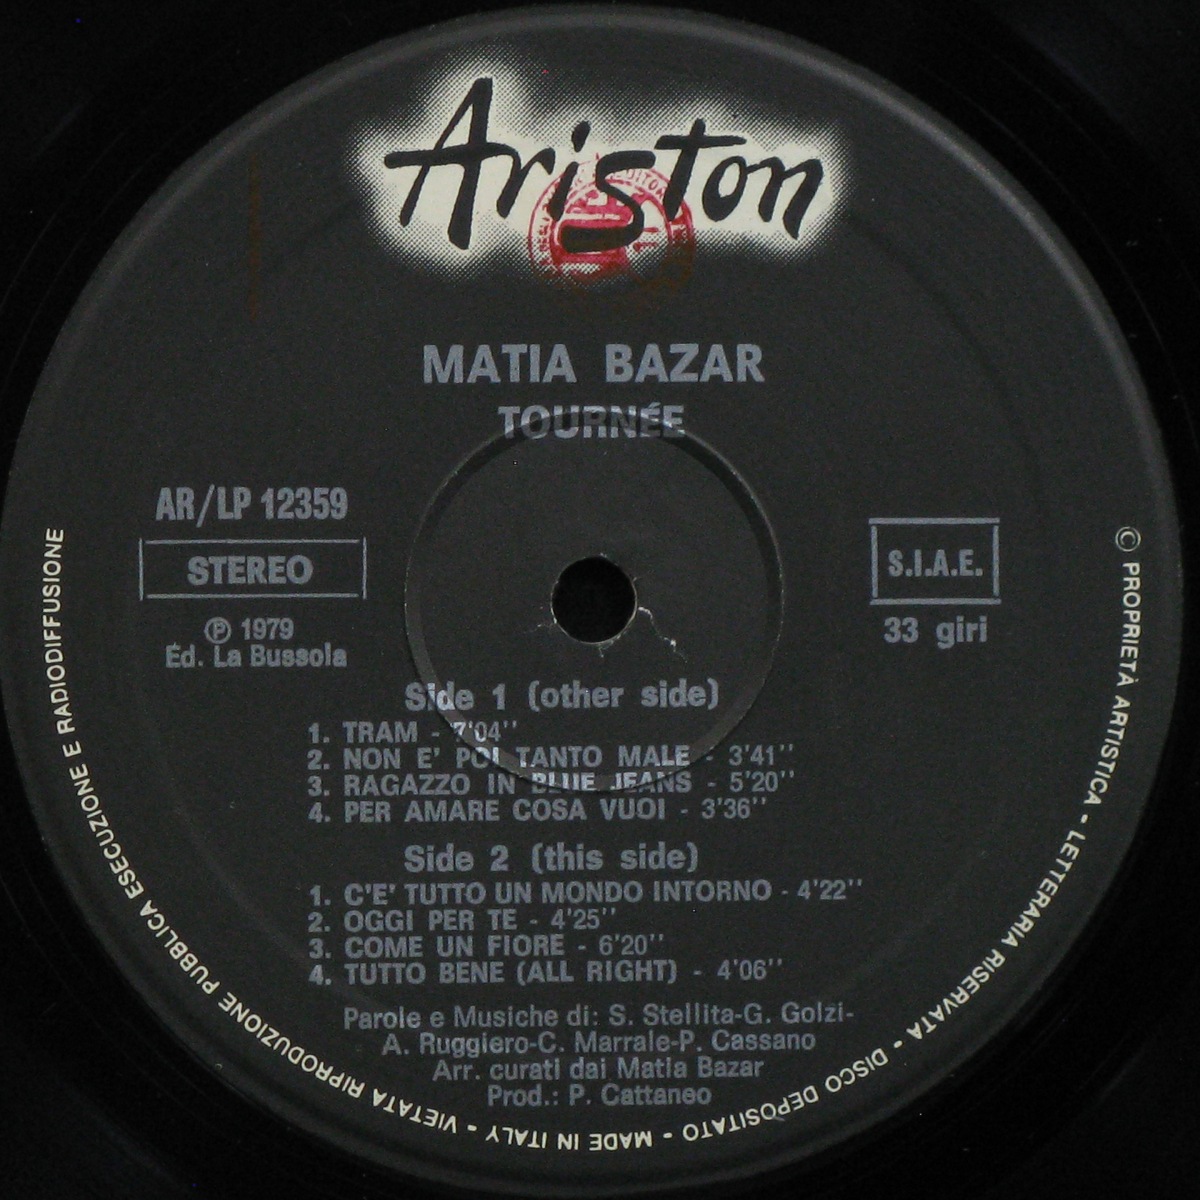 Ariston
MATIA BAZAR
TOURNÉE
AR/LP 12359
STEREO
℗ 1979
Éd. La Bussola
S.I.A.E.
33 giri
Side 1 (other side)
1. TRAM - 7'04''
2. NON E' POI TANTO MALE - 3'41''
3. RAGAZZO IN BLUE JEANS - 5'20''
4. PER AMARE COSA VUOI - 3'36''
Side 2 (this side)
1. C'E' TUTTO UN MONDO INTORNO - 4'22''
2. OGGI PER TE - 4'25''
3. COME UN FIORE - 6'20''
4. TUTTO BENE (ALL RIGHT) - 4'06''
Parole e Musiche di: S. Stellita-G. Golzi-
A. Ruggiero-C. Marrale-P. Cassano
Arr. curati dai Matia Bazar
Prod.: P. Cattaneo
© PROPRIETÀ ARTISTICA - LETTERARIA RISERVATA - DISCO DEPOSITATO - MADE IN ITALY - VIETATA RIPRODUZIONE PUBBLICA ESECUZIONE E RADIODIFFUSIONE